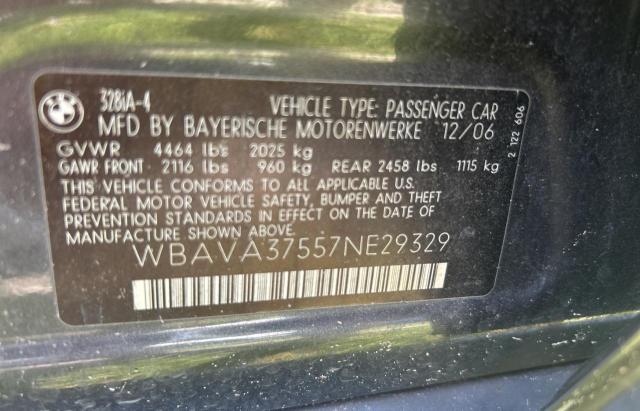 328iA-4 VEHICLE TYPE: PASSENGER CAR
MFD BY BAYERISCHE MOTORENWERKE 12/06
GVWR 4464 lbs 2025 kg
GAWR FRONT 2116 lbs 960 kg REAR 2458 lbs 1115 kg
THIS VEHICLE CONFORMS TO ALL APPLICABLE U.S.
FEDERAL MOTOR VEHICLE SAFETY, BUMPER AND THEFT
PREVENTION STANDARDS IN EFFECT ON THE DATE OF
MANUFACTURE SHOWN ABOVE.
WBAVA37557NE29329
2 122 606